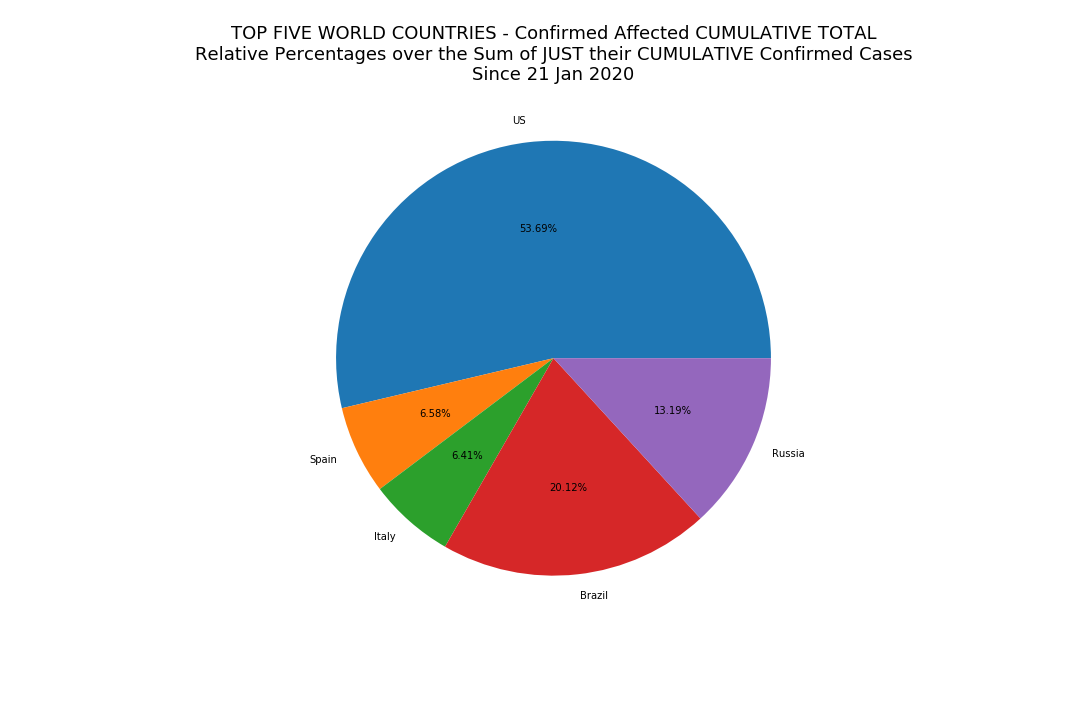 TOP FIVE WORLD COUNTRIES - Confirmed Affected CUMULATIVE TOTAL
Relative Percentages over the Sum of JUST their CUMULATIVE Confirmed Cases
Since 21 Jan 2020
US
53.69%
13.19%
6.58%
Russia
6.41%
Spain
20.12%
Italy
Brazil